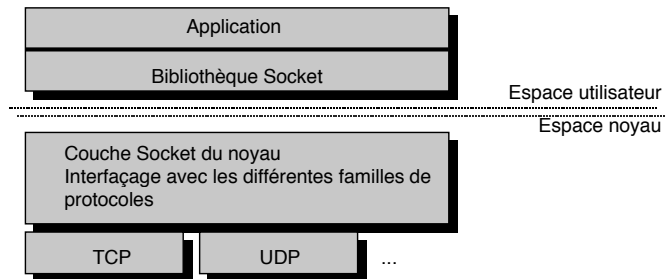 Application
Bibliothèque Socket
Espace utilisateur
Espace noyau
Couche Socket du noyau
Interfaçage avec les différentes familles de
protocoles
TCP
UDP
...